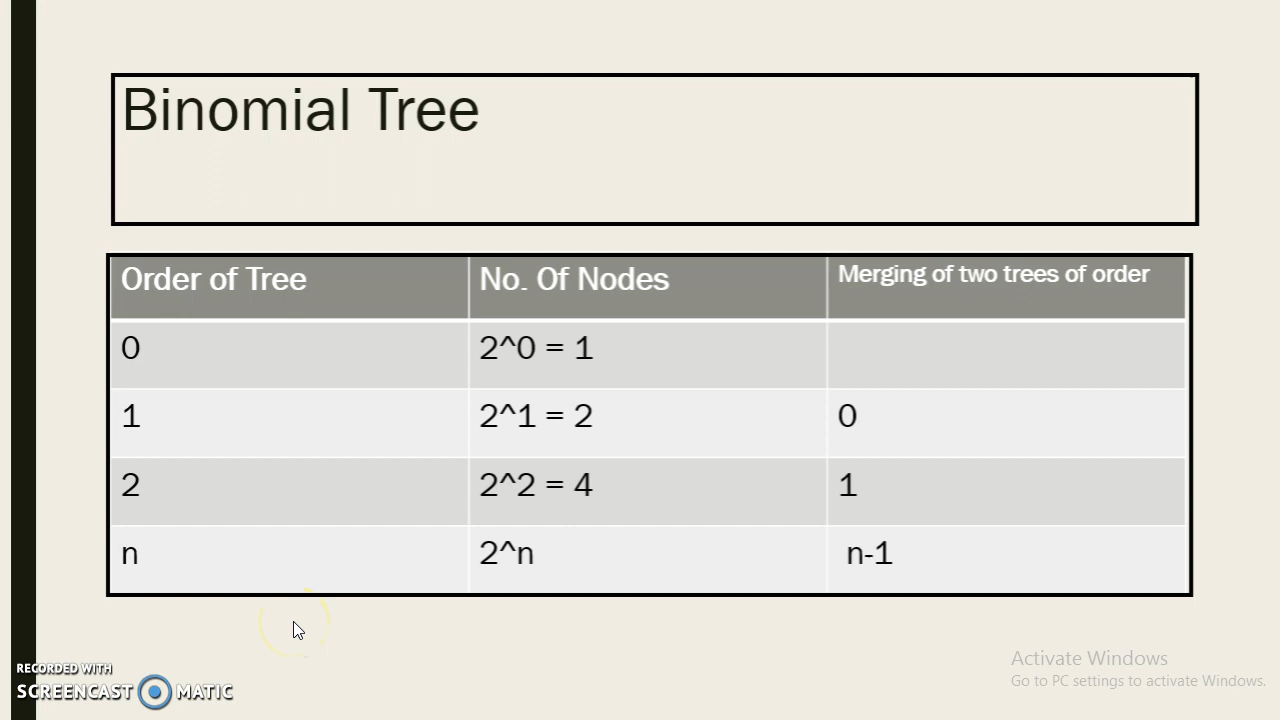 Binomial Tree
Order of Tree No. Of Nodes Merging of two trees of order
0 2^0 = 1
1 2^1 = 2 0
2 2^2 = 4 1
n 2^n n-1
Activate Windows
Go to PC settings to activate Windows.
RECORDED WITH
SCREENCAST MATIC